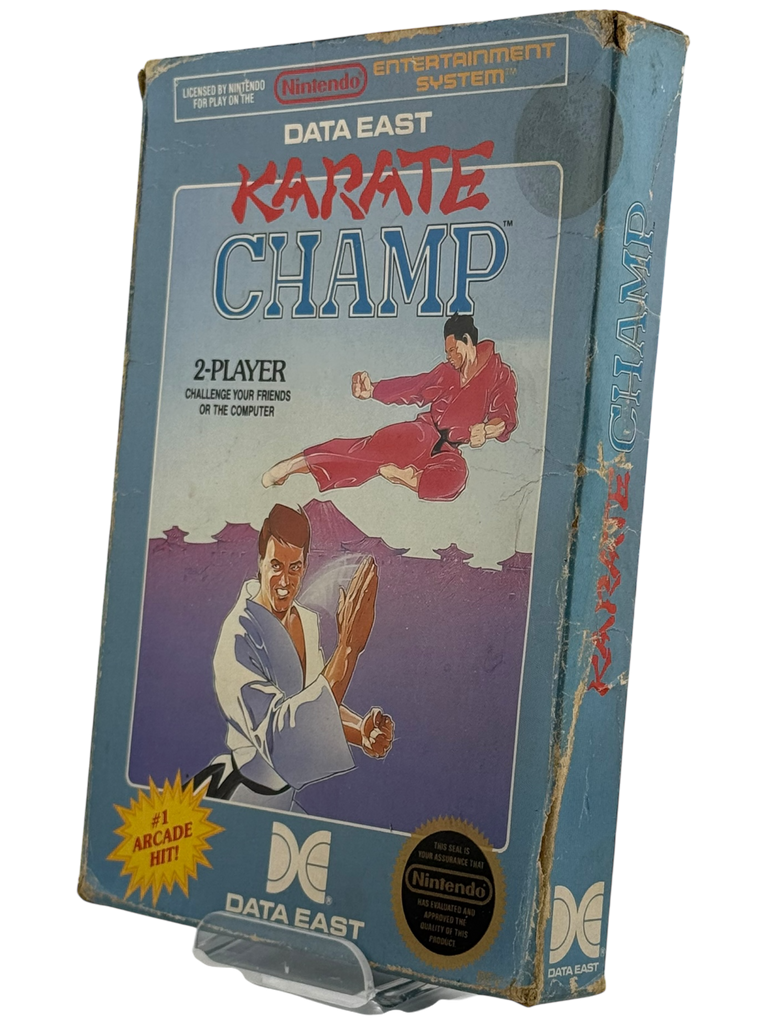 LICENSED BY NINTENDO
FOR PLAY ON THE
Nintendo
ENTERTAINMENT
SYSTEM™
DATA EAST
KARATE
CHAMP™
2-PLAYER
CHALLENGE YOUR FRIENDS
OR THE COMPUTER
#1
ARCADE
HIT!
DATA EAST®
THIS SEAL IS
YOUR ASSURANCE THAT
Nintendo
HAS EVALUATED AND
APPROVED THE
QUALITY OF THIS
PRODUCT
KARATE CHAMP
DATA EAST®